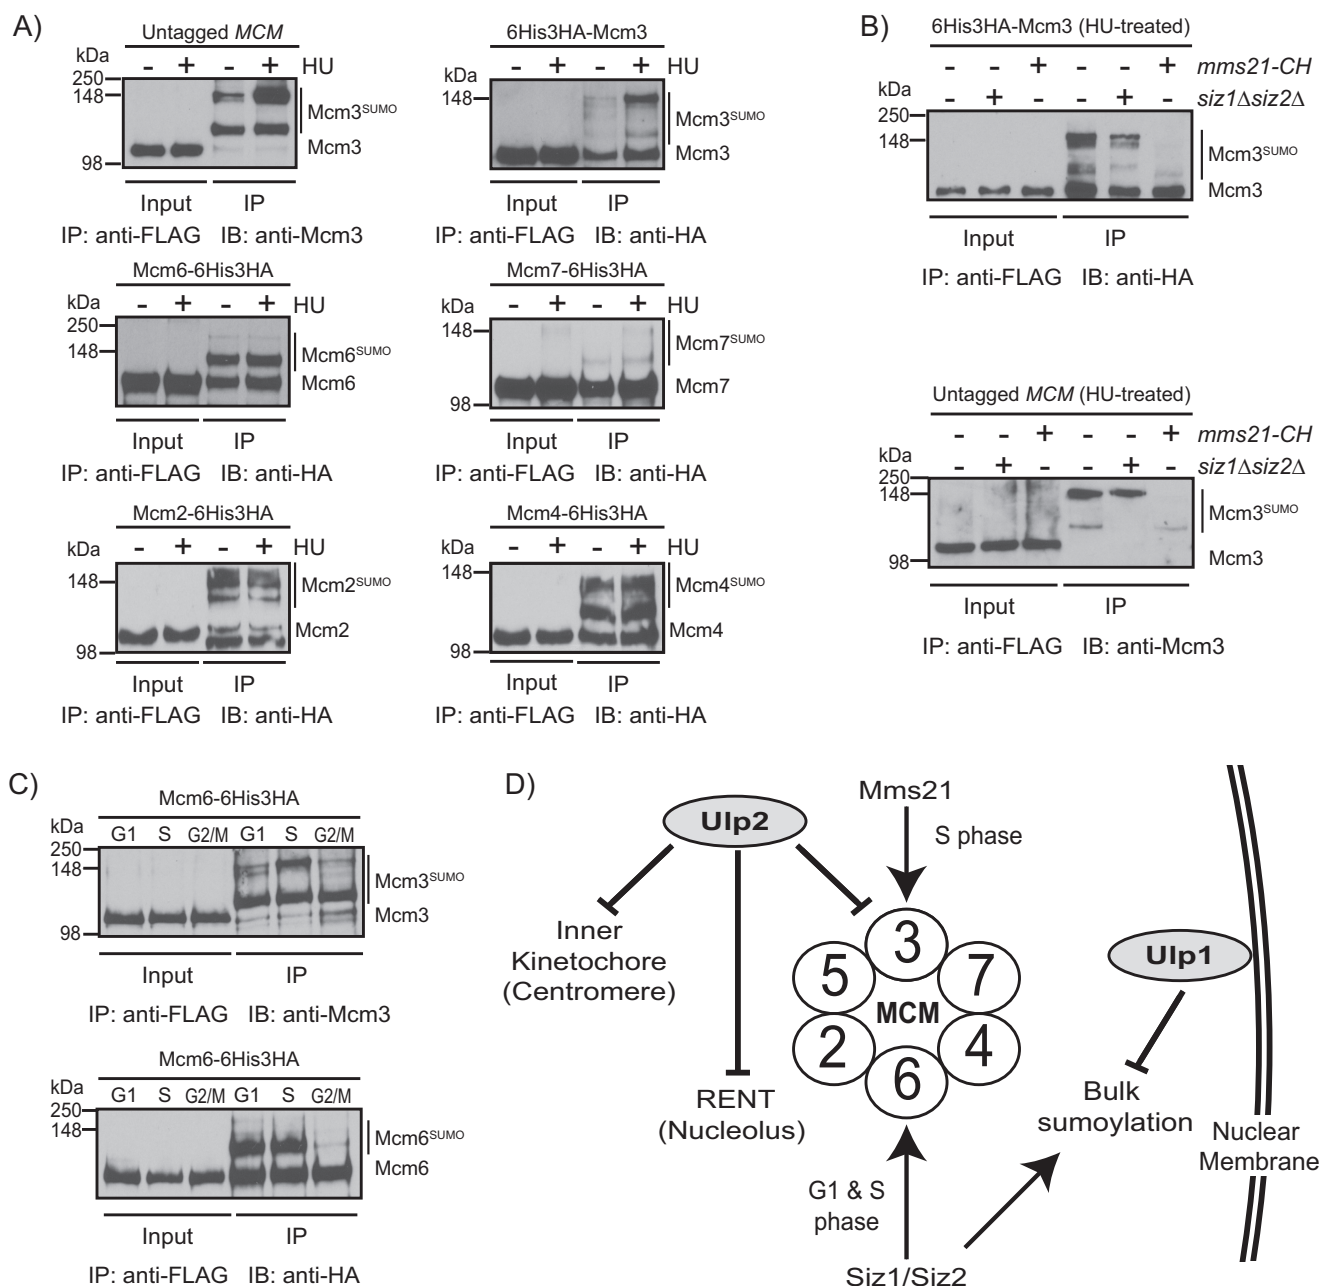 A)
Untagged MCM
kDa - + - + HU
250
148
98
Mcm3SUMO
Mcm3
Input IP
IP: anti-FLAG IB: anti-Mcm3
6His3HA-Mcm3
kDa - + - + HU
148
Mcm3SUMO
Mcm3
Input IP
IP: anti-FLAG IB: anti-HA
Mcm6-6His3HA
kDa - + - + HU
250
148
Mcm6SUMO
Mcm6
Input IP
IP: anti-FLAG IB: anti-HA
Mcm7-6His3HA
kDa - + - + HU
148
98
Mcm7SUMO
Mcm7
Input IP
IP: anti-FLAG IB: anti-HA
Mcm2-6His3HA
kDa - + - + HU
148
98
Mcm2SUMO
Mcm2
Input IP
IP: anti-FLAG IB: anti-HA
Mcm4-6His3HA
kDa - + - + HU
148
98
Mcm4SUMO
Mcm4
Input IP
IP: anti-FLAG IB: anti-HA
B)
6His3HA-Mcm3 (HU-treated)
- - + - - + mms21-CH
- + - - + - siz1Δsiz2Δ
kDa
250
148
Mcm3SUMO
Mcm3
Input IP
IP: anti-FLAG IB: anti-HA
Untagged MCM (HU-treated)
- - + - - + mms21-CH
- + - - + - siz1Δsiz2Δ
kDa
250
148
98
Mcm3SUMO
Mcm3
Input IP
IP: anti-FLAG IB: anti-Mcm3
C)
Mcm6-6His3HA
kDa G1 S G2/M G1 S G2/M
250
148
98
Mcm3SUMO
Mcm3
Input IP
IP: anti-FLAG IB: anti-Mcm3
Mcm6-6His3HA
kDa G1 S G2/M G1 S G2/M
250
148
Mcm6SUMO
Mcm6
Input IP
IP: anti-FLAG IB: anti-HA
D)
Ulp2
Mms21
S phase
Inner
Kinetochore
(Centromere)
RENT
(Nucleolus)
3
5 7
MCM
2 4
6
Ulp1
Bulk
sumoylation
Nuclear
Membrane
G1 & S
phase
Siz1/Siz2